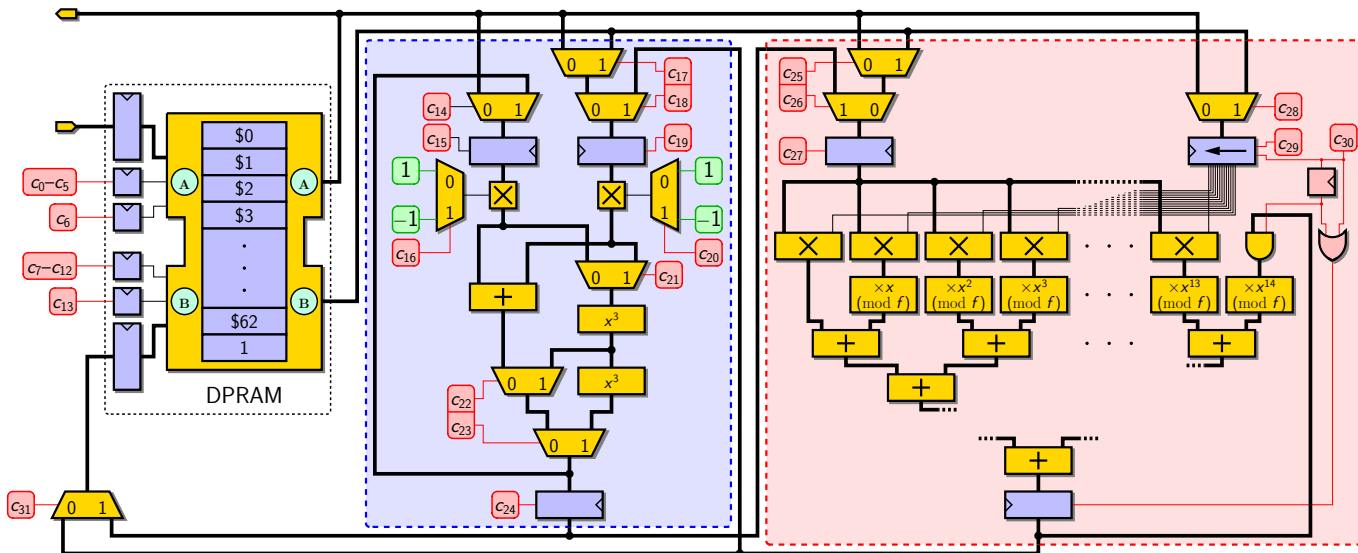 0 1
c17
c25
0 1
c18
c26
c14
0 1
0 1
1 0
0 1
c28
$0
c15
c19
c27
c29
c30
$1
1
1
c0–c5
A
A
$2
0
×
×
0
c6
$3
−1
1
1
−1
c16
c20
×
×
×
×
· · ·
×
c7–c12
·
·
·
0 1
c21
×x
(mod f)
×x²
(mod f)
×x³
(mod f)
· · ·
×x¹³
(mod f)
×x¹⁴
(mod f)
c13
B
B
+
$62
x³
1
+
+
· · ·
+
DPRAM
c22
0 1
x³
+
c23
0 1
+
c31
0 1
c24